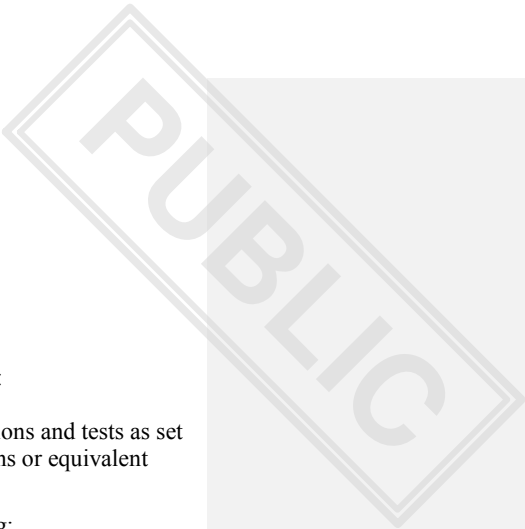 PUBLIC
ons and tests as set
ns or equivalent
g: